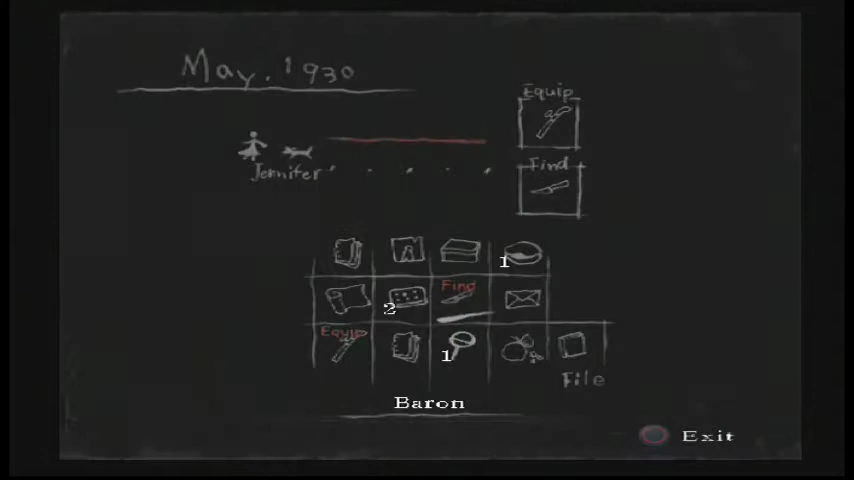 May. 1930
Equip
Find
Jennifer
1
Find
2
Equip
1
File
Baron
Exit